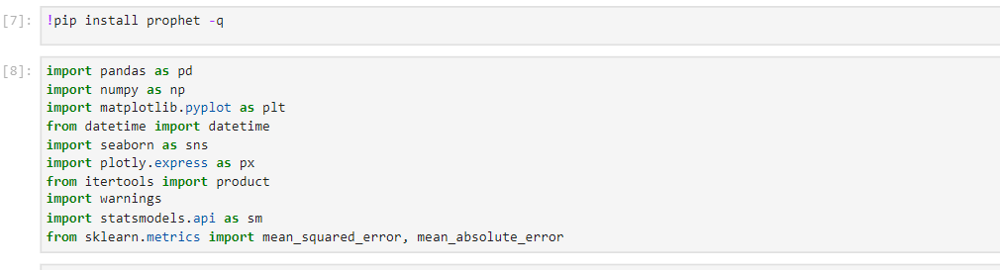 [7]: !pip install prophet -q
[8]: import pandas as pd
import numpy as np
import matplotlib.pyplot as plt
from datetime import datetime
import seaborn as sns
import plotly.express as px
from itertools import product
import warnings
import statsmodels.api as sm
from sklearn.metrics import mean_squared_error, mean_absolute_error